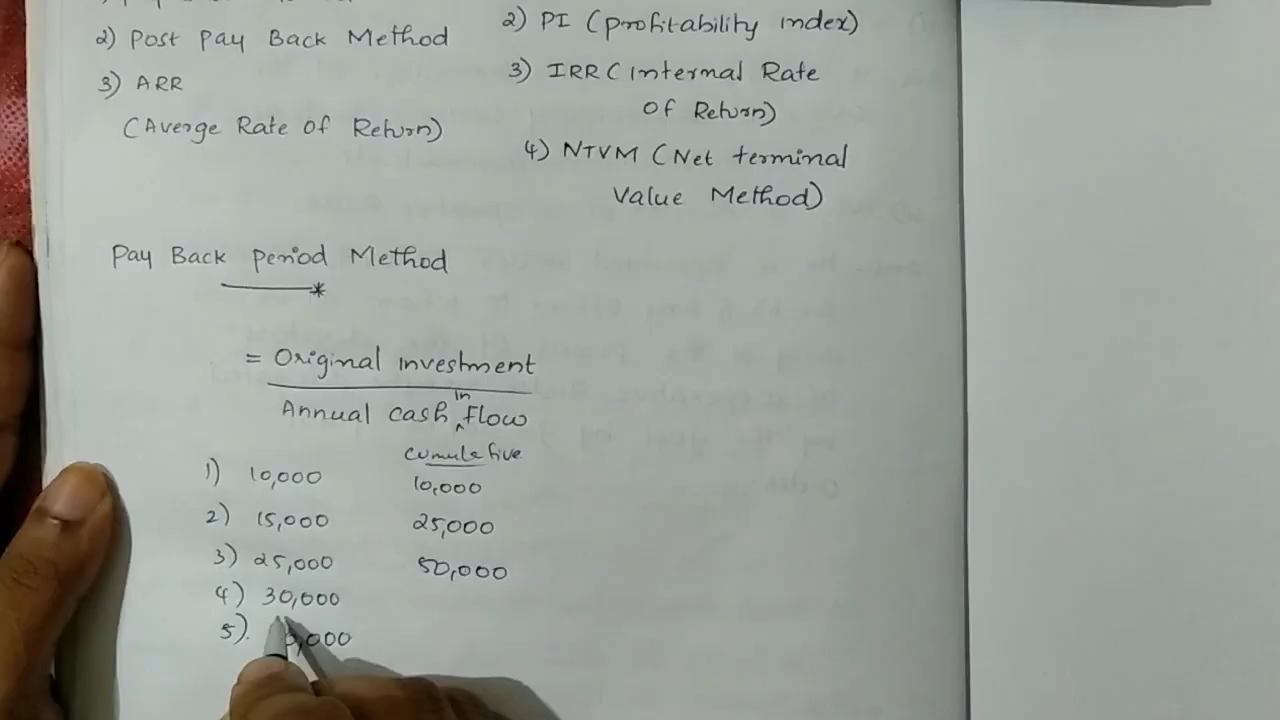 2) Post Pay Back Method
3) ARR
(Averge Rate of Return)
2) PI (profitability index)
3) IRR (internal Rate
of Return)
4) NTVM (Net terminal
Value Method)
Pay Back period Method
= Original investment
Annual cash in flow
cumulative
1) 10,000 10,000
2) 15,000 25,000
3) 25,000 50,000
4) 30,000
5).